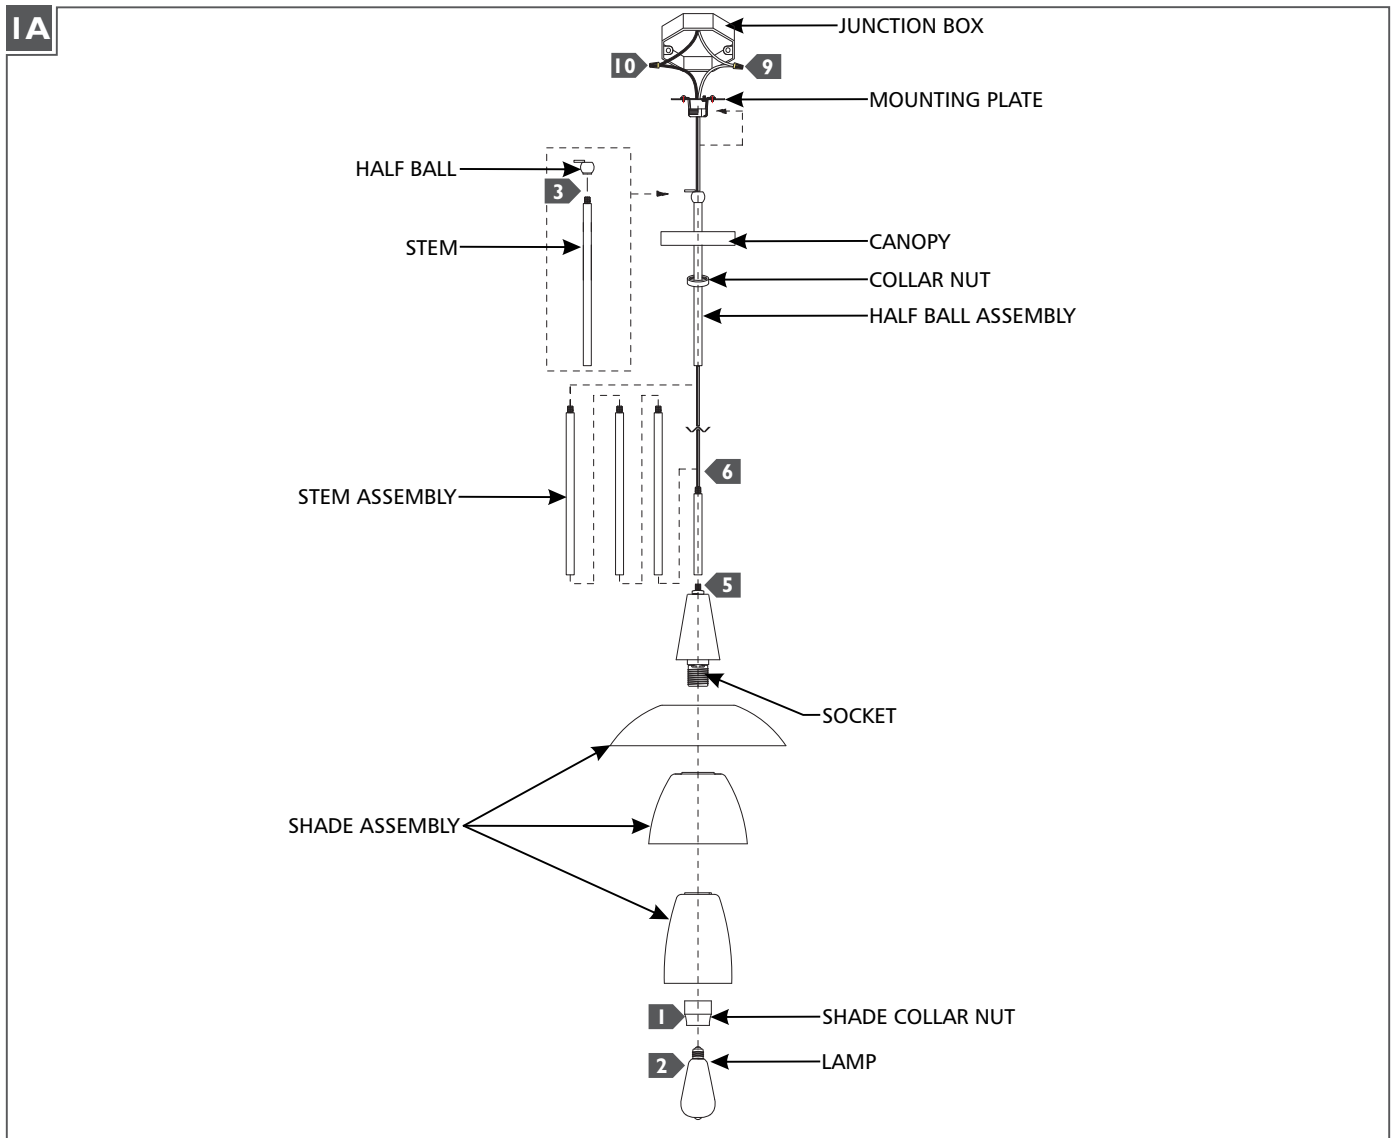 1A
JUNCTION BOX
10
9
MOUNTING PLATE
HALF BALL
3
STEM
CANOPY
COLLAR NUT
HALF BALL ASSEMBLY
6
STEM ASSEMBLY
5
SOCKET
SHADE ASSEMBLY
1
SHADE COLLAR NUT
2
LAMP